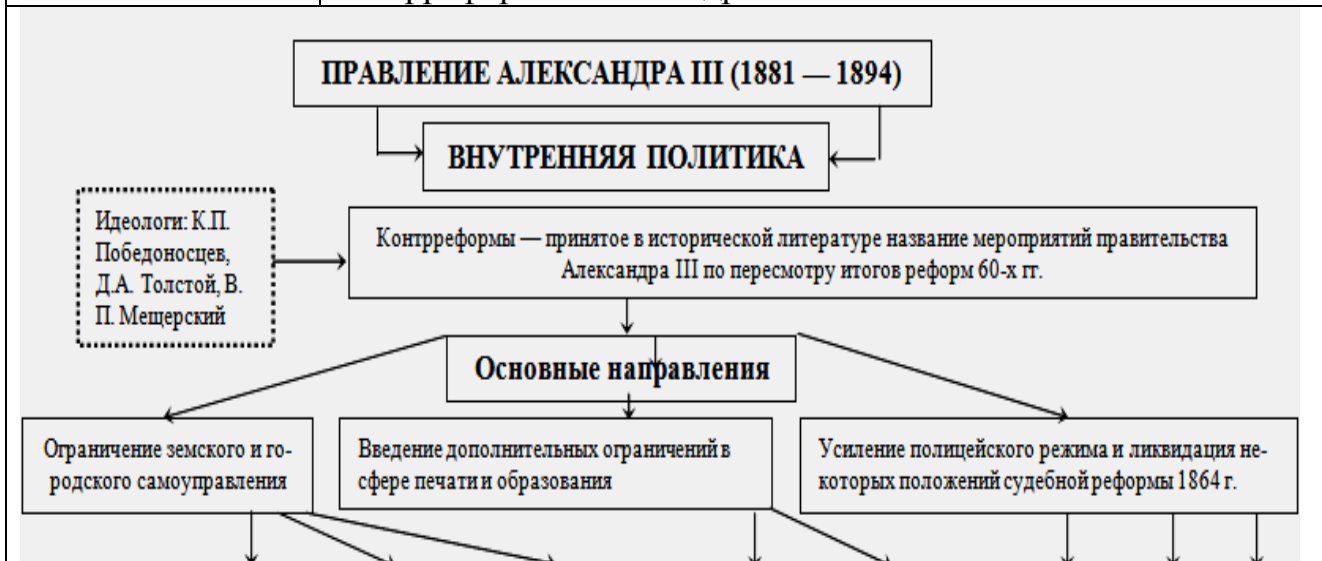 ПРАВЛЕНИЕ АЛЕКСАНДРА III (1881 — 1894)
ВНУТРЕННЯЯ ПОЛИТИКА
Идеологи: К.П.
Победоносцев,
Д.А. Толстой, В.
П. Мещерский
Контрреформы — принятое в исторической литературе название мероприятий правительства
Александра III по пересмотру итогов реформ 60-х гг.
Основные направления
Ограничение земского и го-
родского самоуправления
Введение дополнительных ограничений в
сфере печати и образования
Усиление полицейского режима и ликвидация не-
которых положений судебной реформы 1864 г.